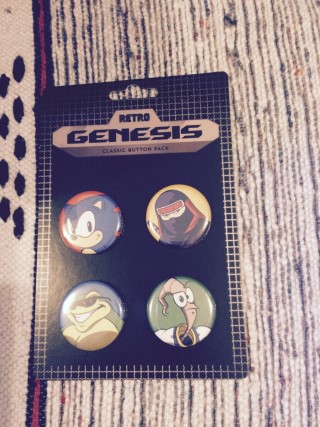 RETRO
GENESIS
CLASSIC BUTTON PACK